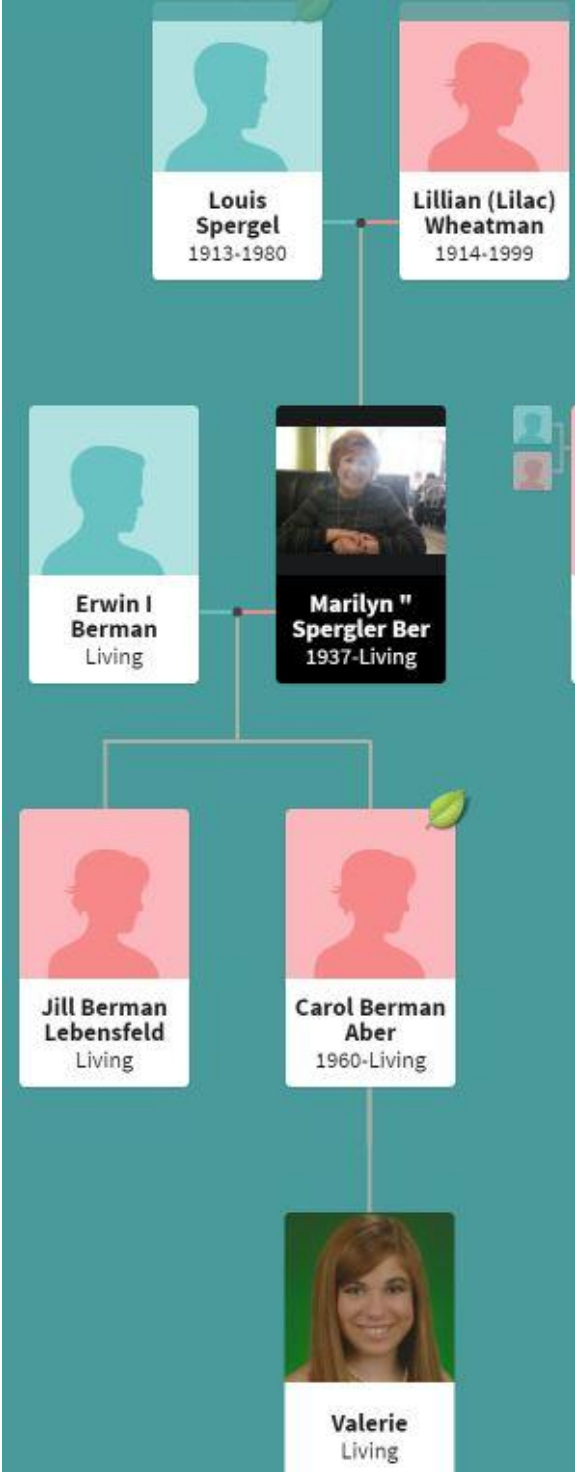 Louis
Spergel
1913-1980
Lillian (Lilac)
Wheatman
1914-1999
Erwin I
Berman
Living
Marilyn "
Spergler Ber
1937-Living
Jill Berman
Lebensfeld
Living
Carol Berman
Aber
1960-Living
Valerie
Living